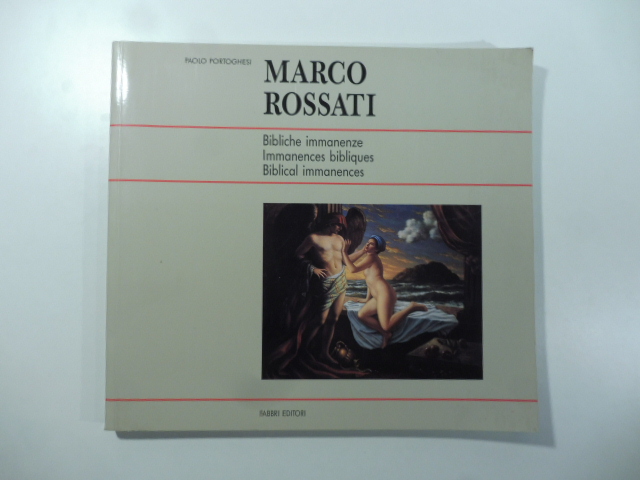 PAOLO PORTOGHESI
MARCO
ROSSATI
Bibliche immanenze
Immanences bibliques
Biblical immanences
FABBRI EDITORI